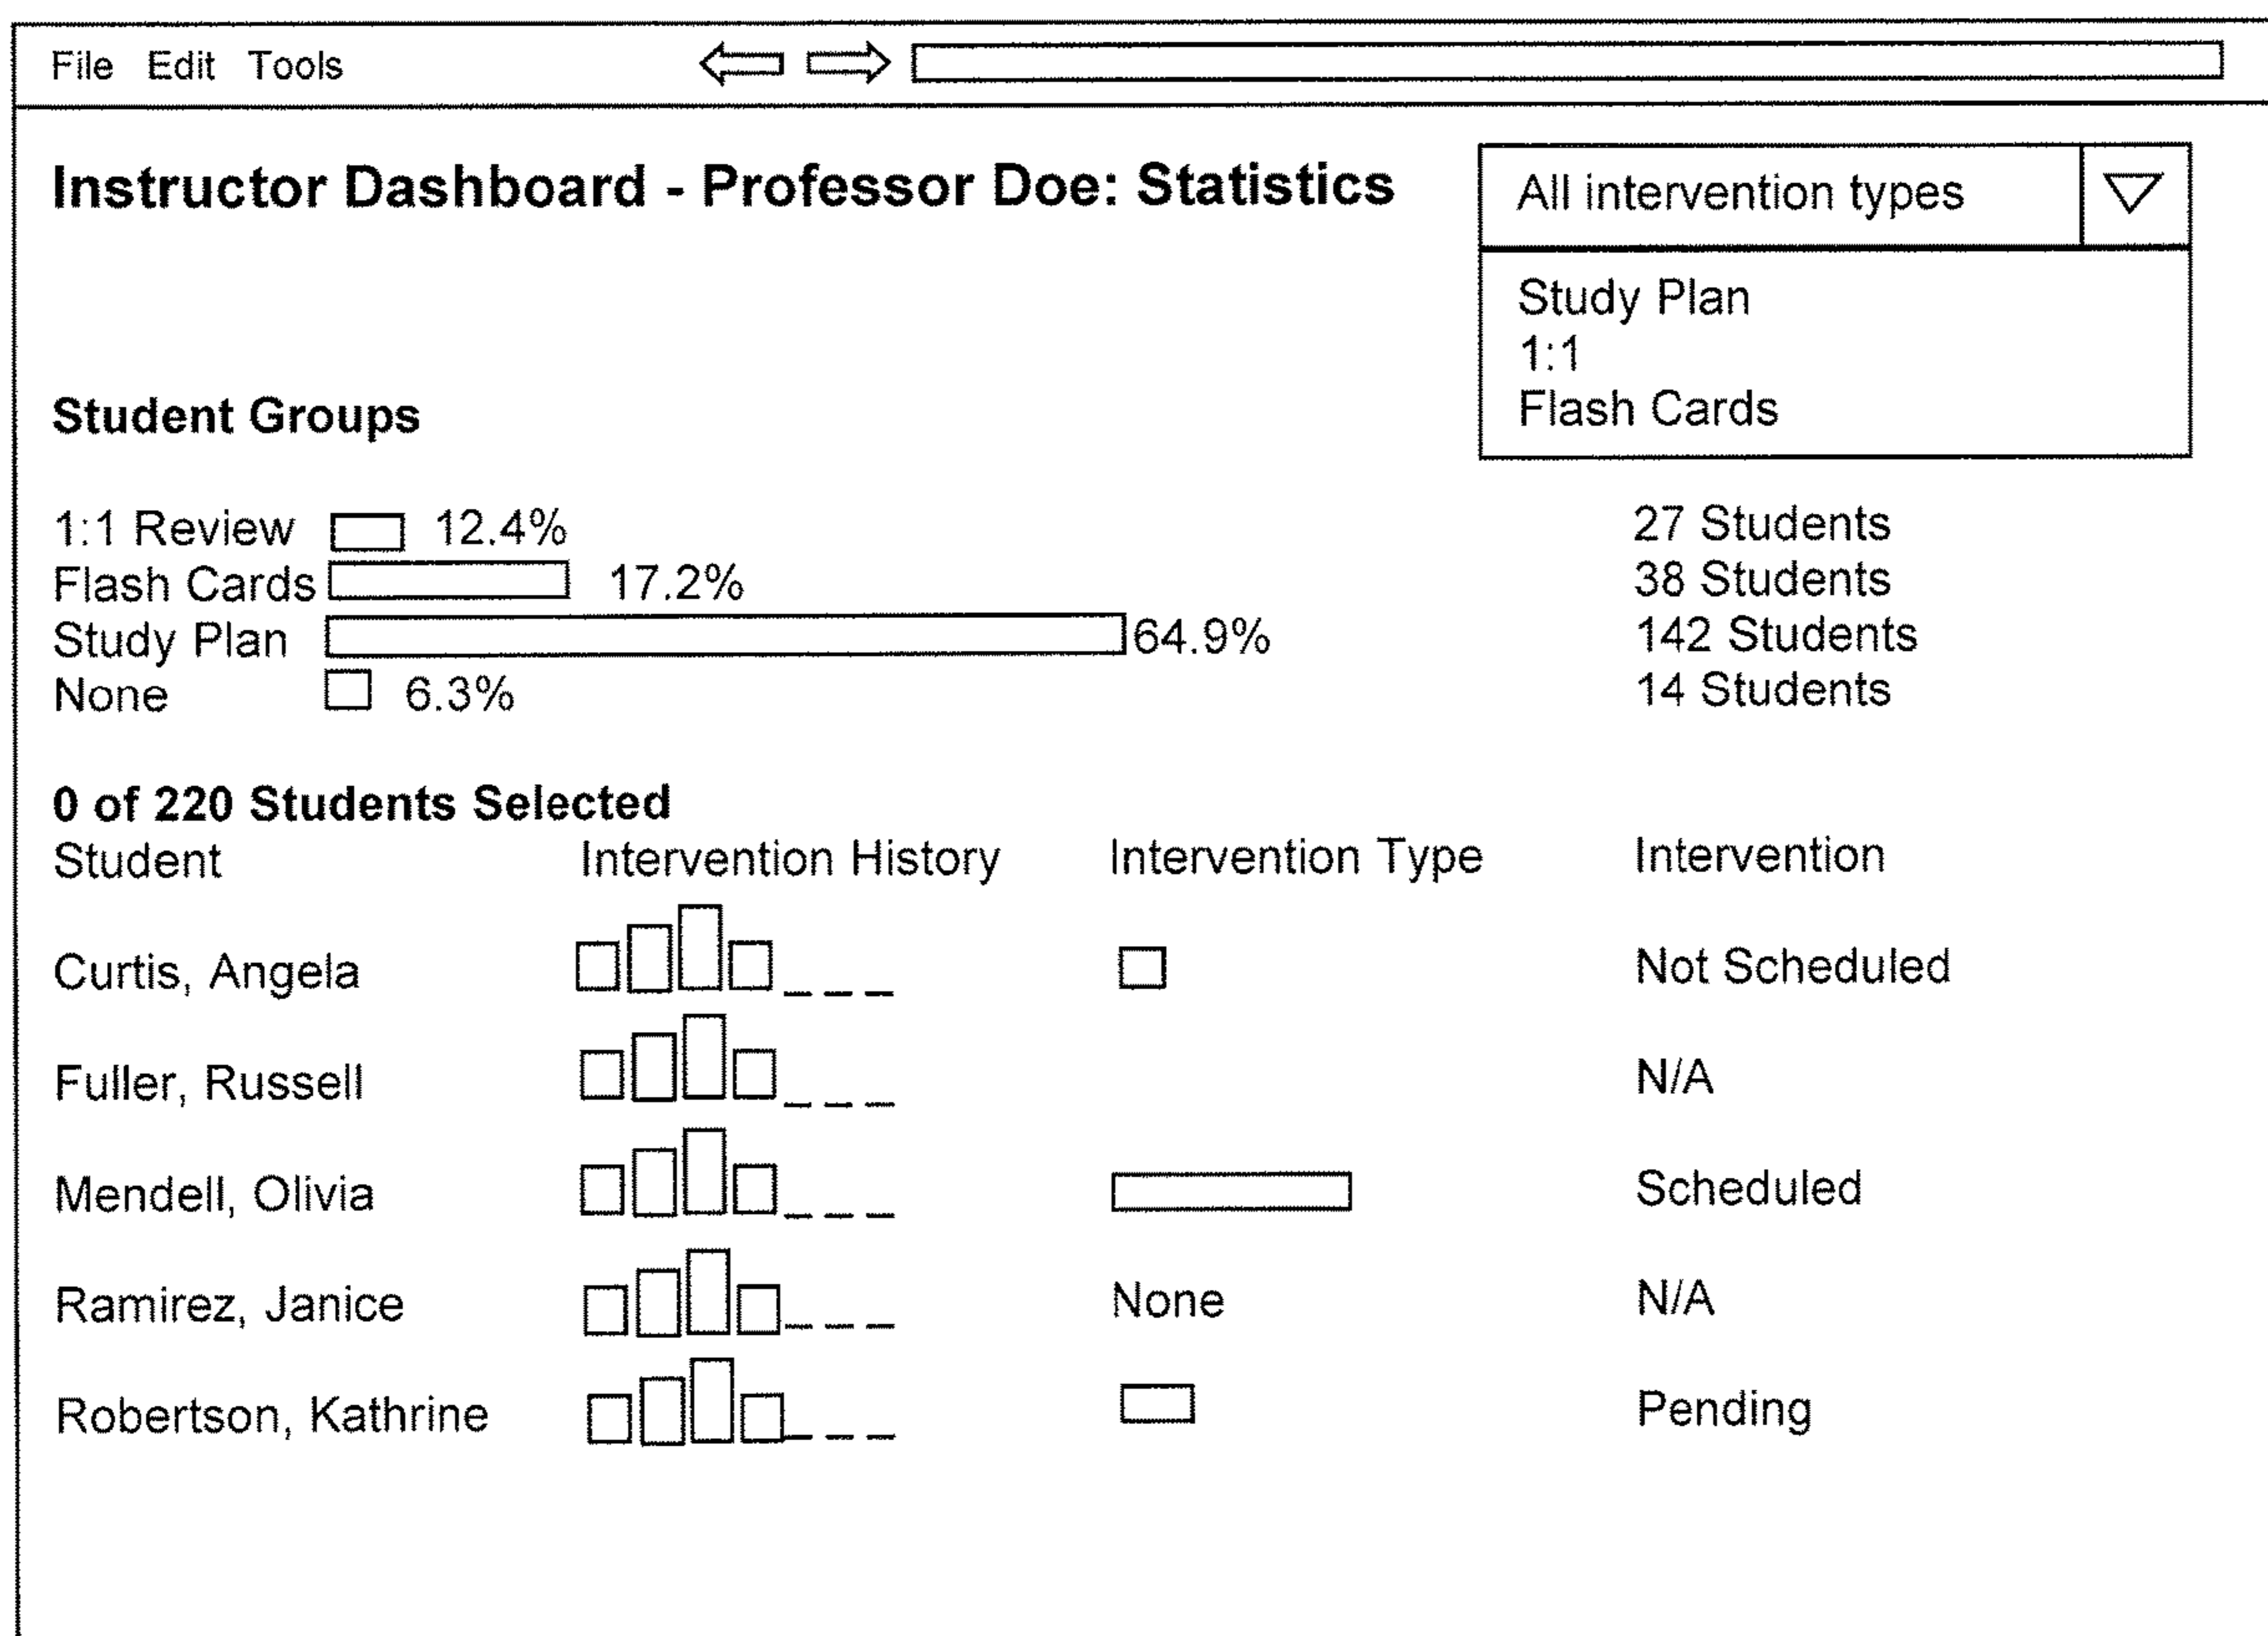 File Edit Tools
Instructor Dashboard - Professor Doe: Statistics
All intervention types
Study Plan
1:1
Flash Cards
Student Groups
1:1 Review 12.4% 27 Students
Flash Cards 17.2% 38 Students
Study Plan 64.9% 142 Students
None 6.3% 14 Students
0 of 220 Students Selected
Student Intervention History Intervention Type Intervention
Curtis, Angela Not Scheduled
Fuller, Russell N/A
Mendell, Olivia Scheduled
Ramirez, Janice None N/A
Robertson, Kathrine Pending